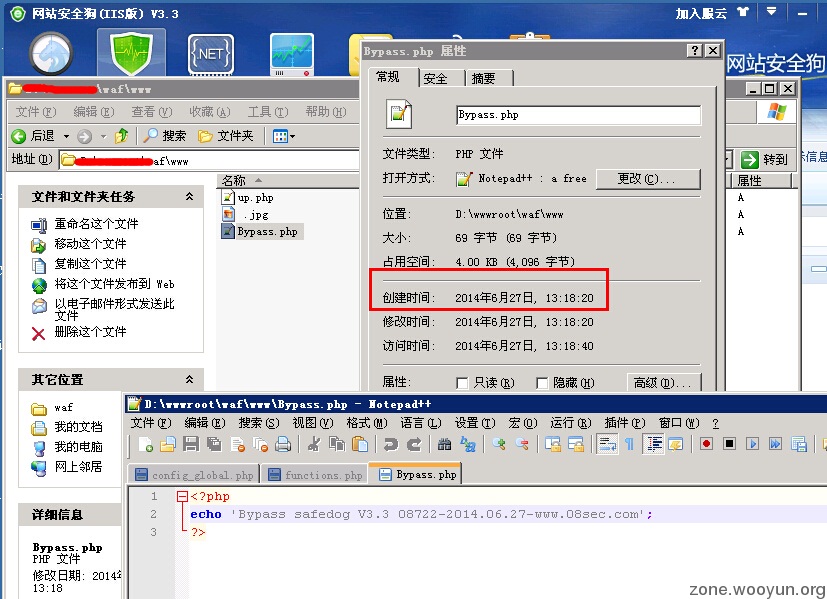 网站安全狗(IIS版) V3.3
加入服云
网站安全狗
Bypass.php 属性
常规
安全
摘要
Bypass.php
文件类型: PHP 文件
打开方式: Notepad++ : a free
更改(C)...
位置: D:\wwwroot\waf\www
大小: 69 字节 (69 字节)
占用空间: 4.00 KB (4,096 字节)
创建时间: 2014年6月27日, 13:18:20
修改时间: 2014年6月27日, 13:18:20
访问时间: 2014年6月27日, 13:18:40
属性: 只读(R) 隐藏(H) 高级(D)...
\www
文件(F) 编辑(E) 查看(V) 收藏(A) 工具(T) 帮助(H)
后退 搜索 文件夹
地址(D) af\www
转到
名称
属性
up.php A
.jpg A
Bypass.php A
文件和文件夹任务
重命名这个文件
移动这个文件
复制这个文件
将这个文件发布到 Web
以电子邮件形式发送此
文件
删除这个文件
其它位置
waf
我的文档
我的电脑
网上邻居
详细信息
Bypass.php
PHP 文件
修改日期: 2014年
13:18
D:\wwwroot\waf\www\Bypass.php - Notepad++
文件(F) 编辑(E) 搜索(S) 视图(V) 格式(M) 语言(L) 设置(T) 宏(O) 运行(R) 插件(P) 窗口(W) ?
config_global.php functions.php Bypass.php
1 <?php
2 echo 'Bypass safedog V3.3 08722-2014.06.27-www.08sec.com';
3 ?>
zone.wooyun.org